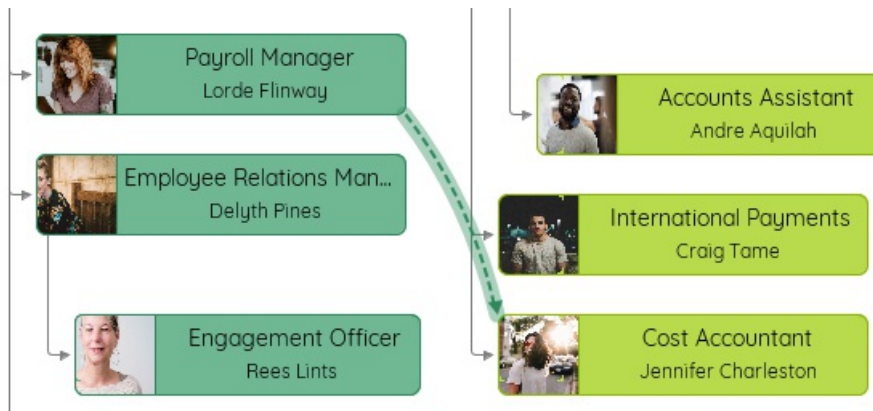 Payroll Manager
Lorde Flinway
Employee Relations Man...
Delyth Pines
Engagement Officer
Rees Lints
Accounts Assistant
Andre Aquilah
International Payments
Craig Tame
Cost Accountant
Jennifer Charleston